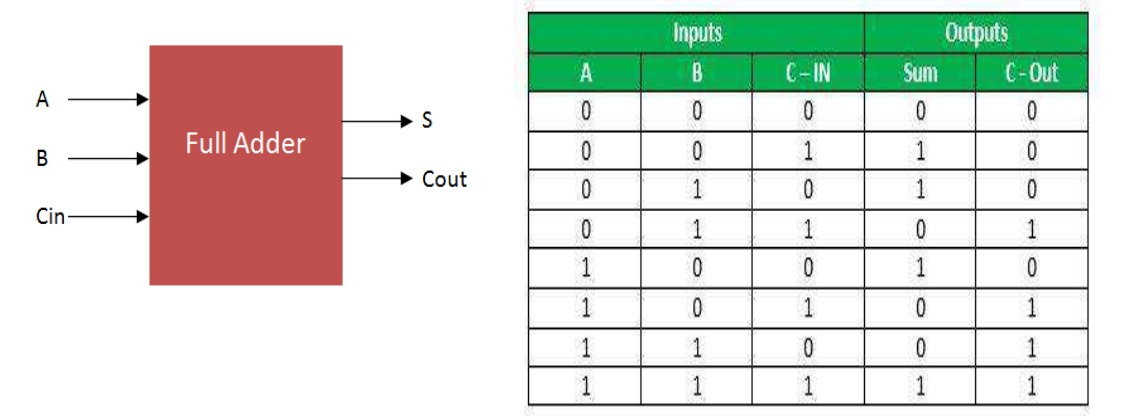 A
B
Cin
Full Adder
S
Cout
Inputs Outputs
A B C – IN Sum C - Out
0 0 0 0 0
0 0 1 1 0
0 1 0 1 0
0 1 1 0 1
1 0 0 1 0
1 0 1 0 1
1 1 0 0 1
1 1 1 1 1